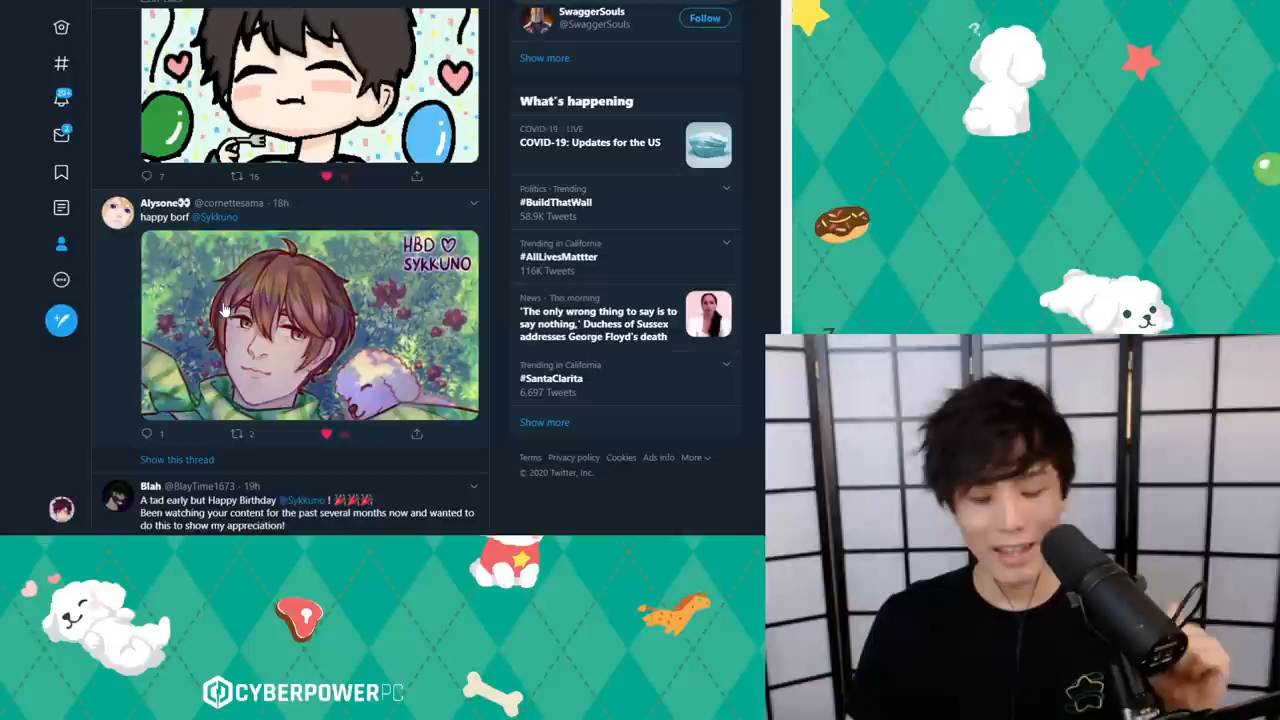 SwaggerSouls
@SwaggerSouls
Follow
Show more
What's happening
COVID-19 · LIVE
COVID-19: Updates for the US
Politics · Trending
#BuildThatWall
58.9K Tweets
Trending in California
#AllLivesMattter
116K Tweets
News · This morning
'The only wrong thing to say is to
say nothing,' Duchess of Sussex
addresses George Floyd's death
Trending in California
#SantaClarita
6,697 Tweets
Show more
Terms Privacy policy Cookies Ads info More
© 2020 Twitter, Inc.
20+
2
7 16
Alysone👀 @cornettesama · 18h
happy borf @Sykkuno
HBD ♡
SYKKUNO
1 2
Show this thread
Blah @BlayTime1673 · 19h
A tad early but Happy Birthday @Sykkuno ! 🎉🎉🎉
Been watching your content for the past several months now and wanted to
do this to show my appreciation!
?
CYBERPOWERPC